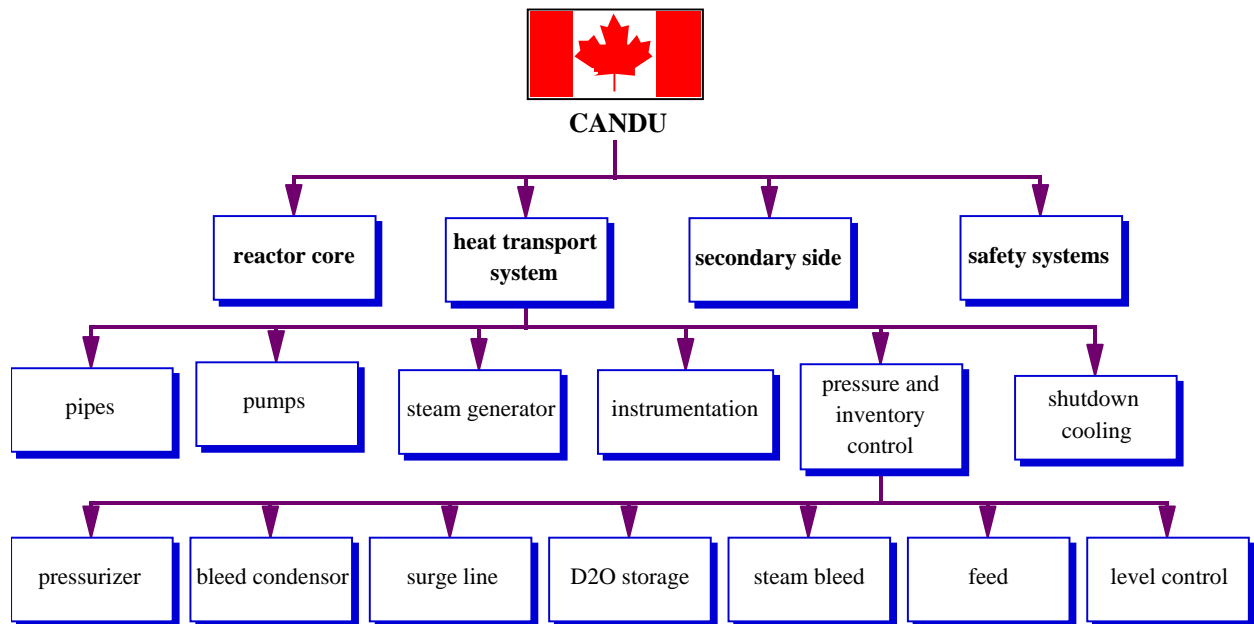 CANDU
reactor core
heat transport
system
secondary side
safety systems
pipes
pumps
steam generator
instrumentation
pressure and
inventory
control
shutdown
cooling
pressurizer
bleed condensor
surge line
D2O storage
steam bleed
feed
level control